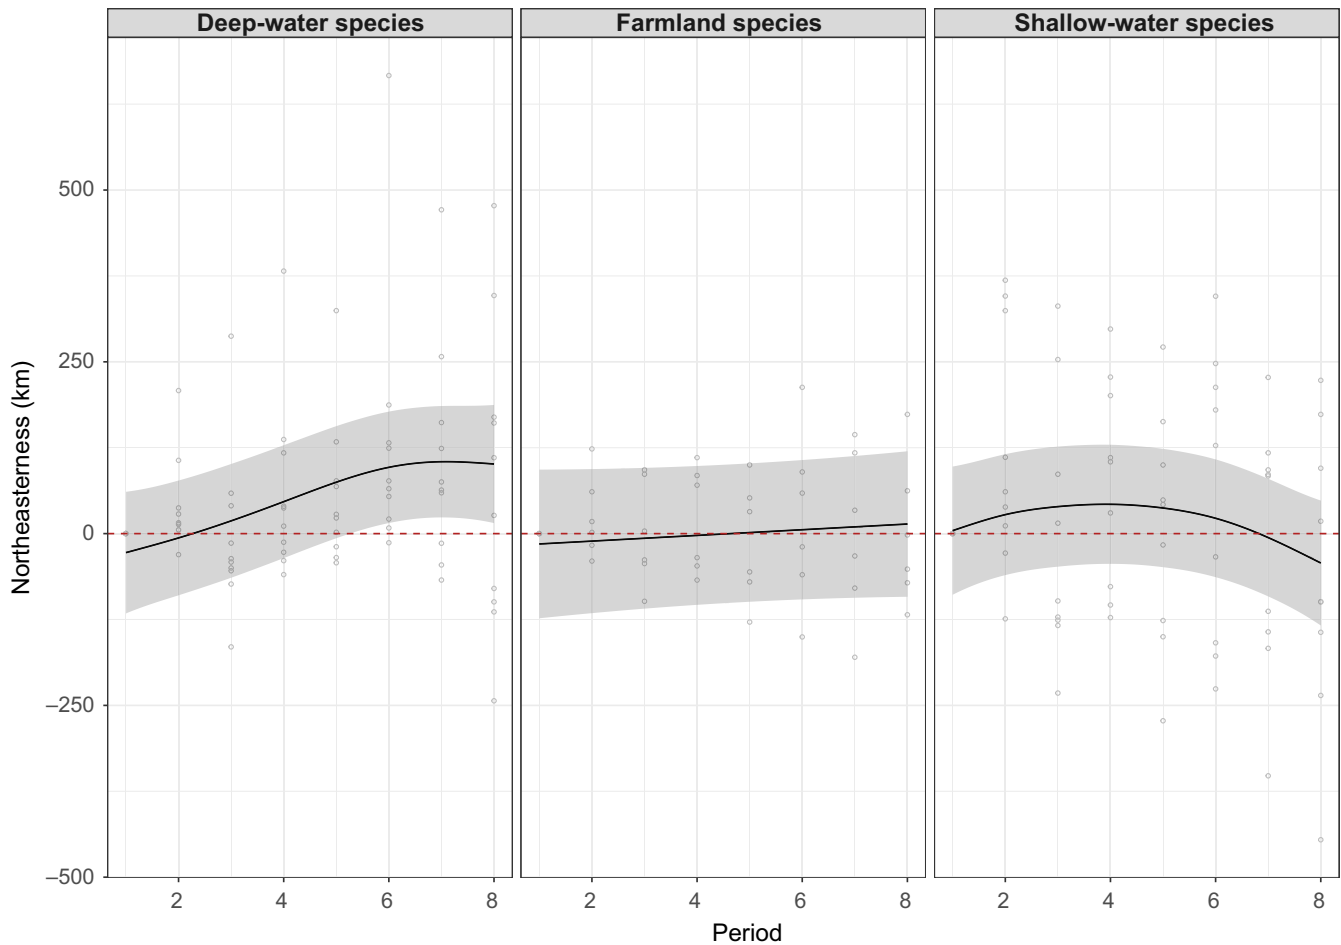 Deep-water species Farmland species Shallow-water species
500
250
0
–250
–500
Northeasterness (km)
2 4 6 8 2 4 6 8 2 4 6 8
Period